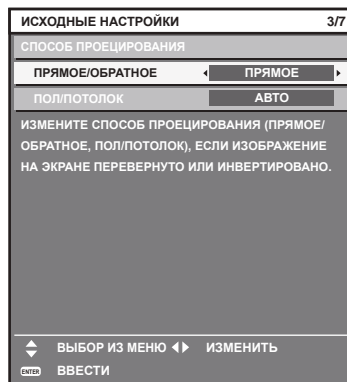 ИСХОДНЫЕ НАСТРОЙКИ 3/7
СПОСОБ ПРОЕЦИРОВАНИЯ
ПРЯМОЕ/ОБРАТНОЕ ПРЯМОЕ
ПОЛ/ПОТОЛОК АВТО
ИЗМЕНИТЕ СПОСОБ ПРОЕЦИРОВАНИЯ (ПРЯМОЕ/
ОБРАТНОЕ, ПОЛ/ПОТОЛОК), ЕСЛИ ИЗОБРАЖЕНИЕ
НА ЭКРАНЕ ПЕРЕВЕРНУТО ИЛИ ИНВЕРТИРОВАНО.
ВЫБОР ИЗ МЕНЮ ИЗМЕНИТЬ
ENTER ВВЕСТИ